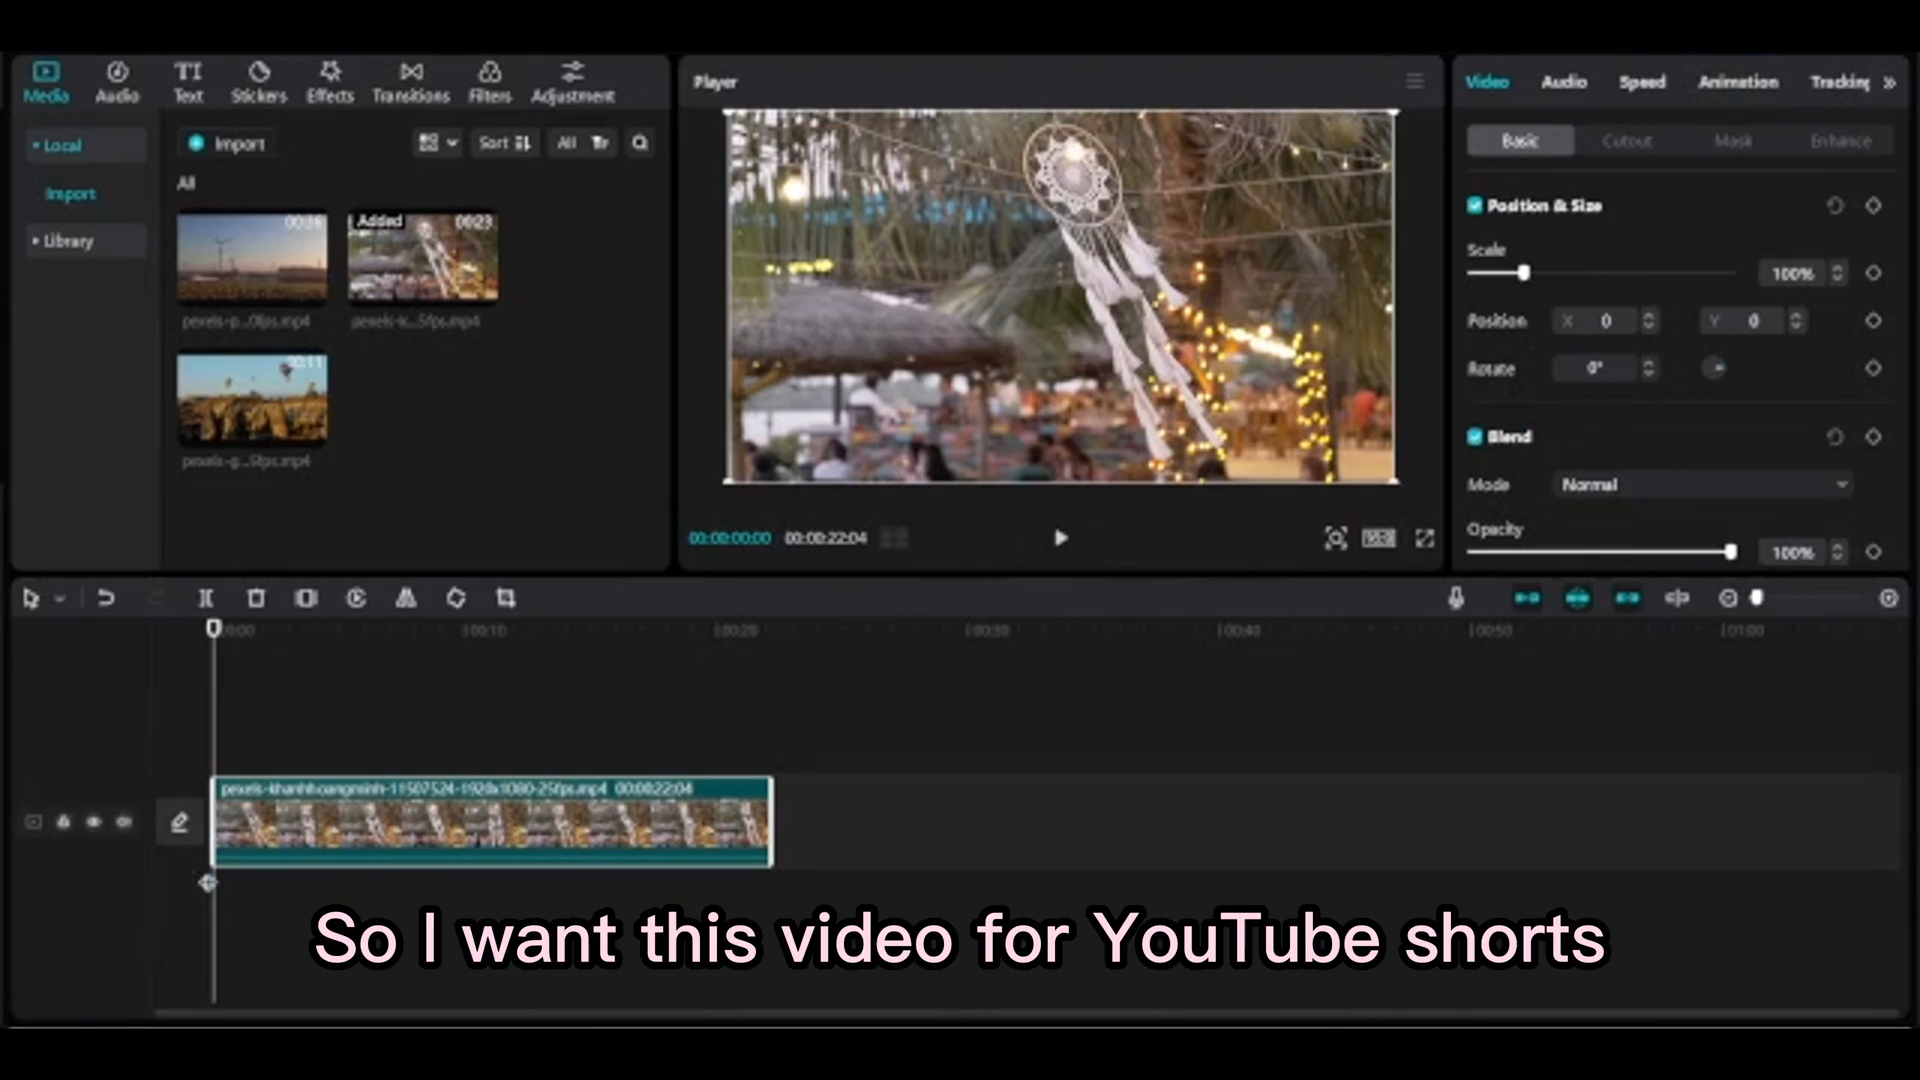 Media Audio Text Stickers Effects Transitions Filters Adjustment
Player
Video Audio Speed Animation Tracking
Local
Import
Library
Import
Sort
All
All
00:36
Added 00:23
pexels-p...0fps.mp4
pexels-k...5fps.mp4
00:11
pexels-g...5fps.mp4
00:00:00:00 00:00:22:04
Basic Cutout Mask Enhance
Position & Size
Scale
100%
Position X 0 Y 0
Rotate 0°
Blend
Mode Normal
Opacity
100%
00:00 00:10 00:20 00:30 00:40 00:50 01:00
pexels-khanhhoangminh-11507524-1920x1080-25fps.mp4 00:00:22:04
So I want this video for YouTube shorts